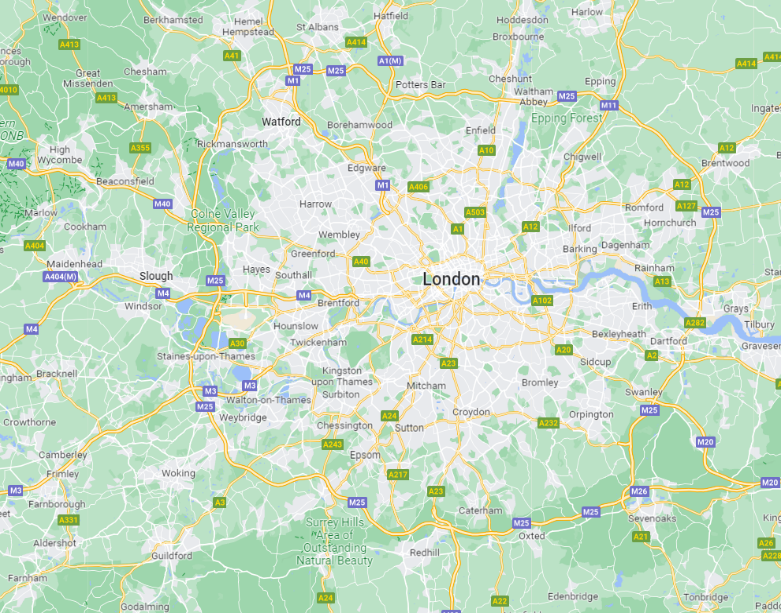 Wendover
Berkhamsted
Hemel
Hempstead
St Albans
Hatfield
Hoddesdon
Broxbourne
Harlow
A413
A414
A41
M25
M25
M1
A1(M)
A414
Great
Missenden
Chesham
A413
Amersham
Potters Bar
Cheshunt
Waltham
Abbey
Epping
M25
M11
Epping Forest
Watford
Borehamwood
Enfield
A10
Chigwell
A12
Brentwood
A355
Rickmansworth
High
Wycombe
M40
Beaconsfield
M40
Edgware
M1
A406
Harrow
A503
A1
A12
A12
A127
M25
Romford
Hornchurch
Marlow
Cookham
Colne Valley
Regional Park
Wembley
Ilford
Barking
Dagenham
A404
Maidenhead
A404(M)
Slough
M25
Hayes
Greenford
Southall
A40
London
Rainham
A13
M4
Windsor
M4
Brentford
A102
Erith
Grays
Tilbury
A282
M4
Hounslow
Twickenham
A30
Staines-upon-Thames
A214
A23
A20
Bexleyheath
Dartford
A2
Sidcup
Bracknell
M3
M3
M25
Walton-on-Thames
Weybridge
Kingston
upon Thames
Surbiton
Mitcham
Bromley
Swanley
M25
Crowthorne
Chessington
A24
Sutton
Croydon
A232
Orpington
A243
Epsom
M20
Camberley
Frimley
Woking
A217
A23
M3
Farnborough
A331
A3
M25
Caterham
M25
M25
M26
M20
Sevenoaks
Aldershot
Guildford
Surrey Hills
Area of
Outstanding
Natural Beauty
Redhill
Oxted
A21
A26
Farnham
Godalming
A24
A22
Edenbridge
Tonbridge